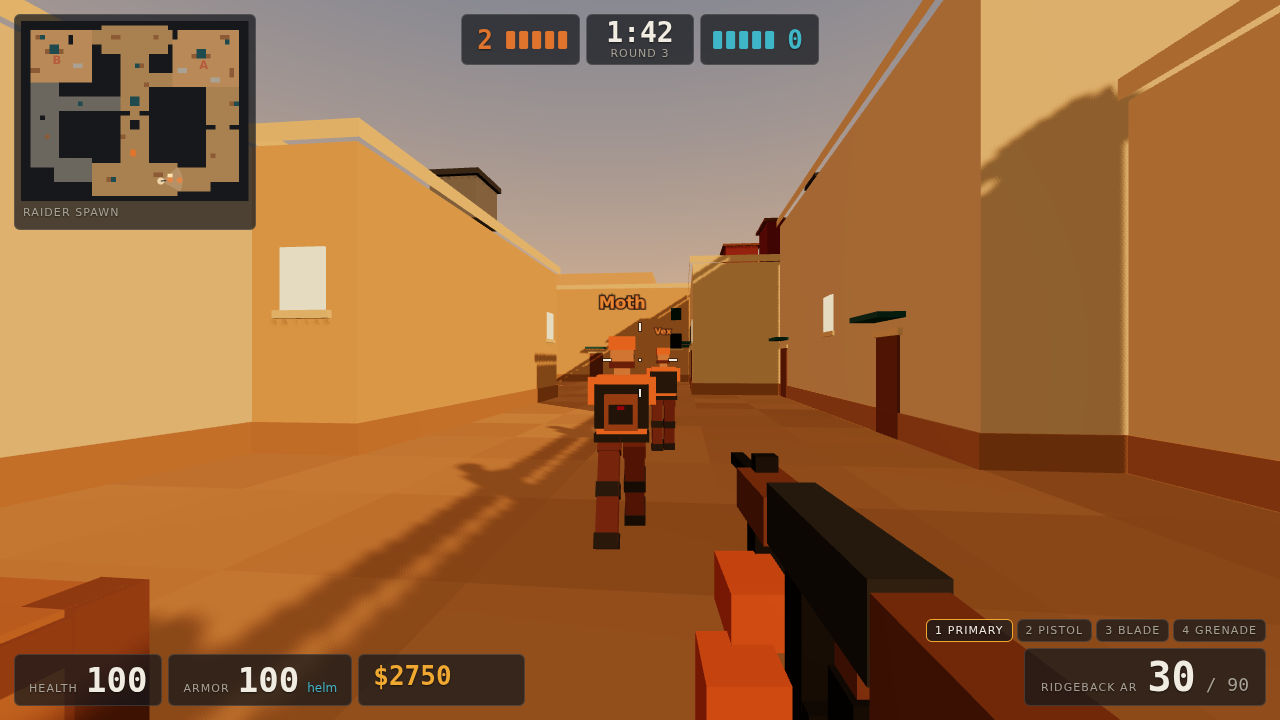 B
A
RAIDER SPAWN
2
1:42
ROUND 3
0
Moth
Vex
HEALTH 100
ARMOR 100 helm
$2750
1 PRIMARY
2 PISTOL
3 BLADE
4 GRENADE
RIDGEBACK AR 30 / 90